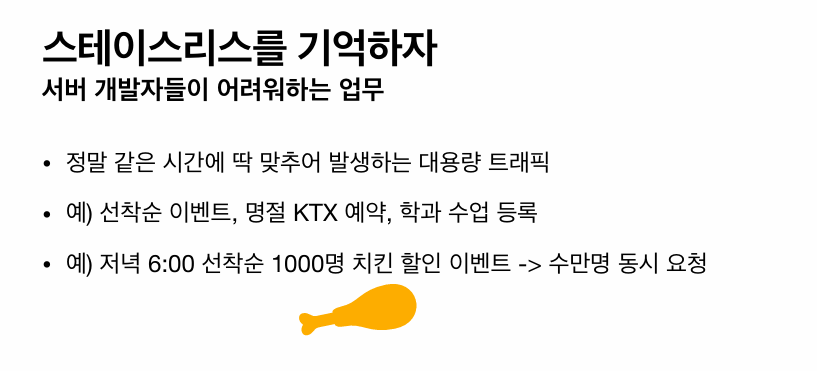 스테이스리스를 기억하자
서버 개발자들이 어려워하는 업무
• 정말 같은 시간에 딱 맞추어 발생하는 대용량 트래픽
• 예) 선착순 이벤트, 명절 KTX 예약, 학과 수업 등록
• 예) 저녁 6:00 선착순 1000명 치킨 할인 이벤트 -> 수만명 동시 요청